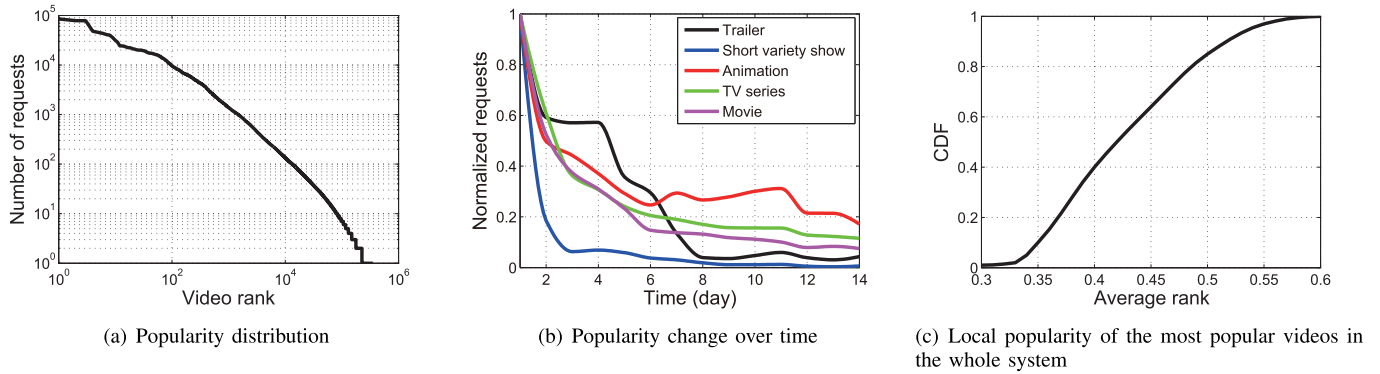 10^5
10^4
10^3
10^2
10^1
10^0
Number of requests
10^0
10^2
10^4
10^6
Video rank
(a) Popularity distribution
1
0.8
0.6
0.4
0.2
0
Normalized requests
Trailer
Short variety show
Animation
TV series
Movie
2
4
6
8
10
12
14
Time (day)
(b) Popularity change over time
1
0.8
0.6
0.4
0.2
0
CDF
0.3
0.35
0.4
0.45
0.5
0.55
0.6
Average rank
(c) Local popularity of the most popular videos in
the whole system